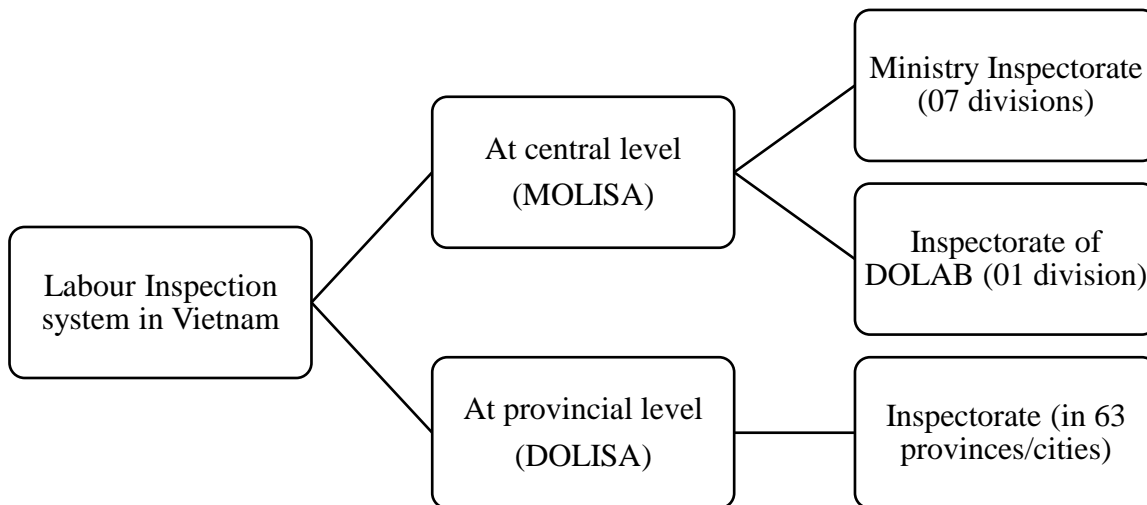 Labour Inspection
system in Vietnam
At central level
(MOLISA)
Ministry Inspectorate
(07 divisions)
Inspectorate of
DOLAB (01 division)
At provincial level
(DOLISA)
Inspectorate (in 63
provinces/cities)